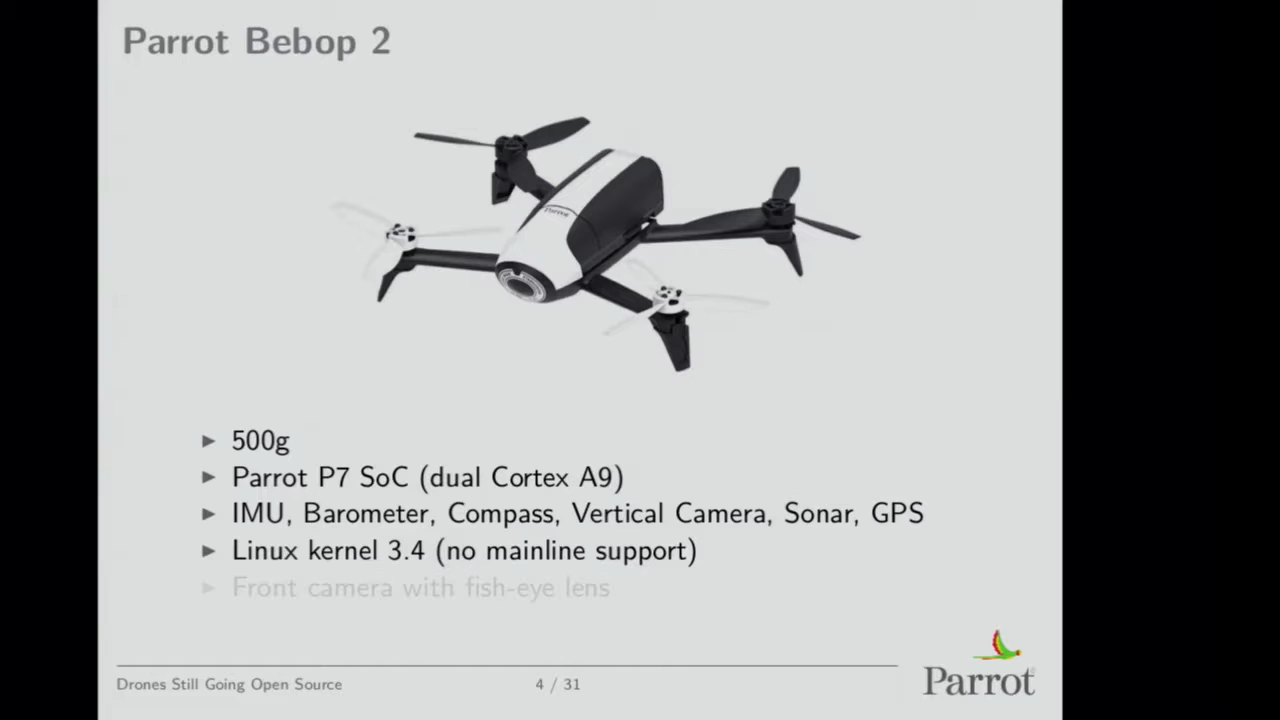 Parrot Bebop 2
Parrot
500g
Parrot P7 SoC (dual Cortex A9)
IMU, Barometer, Compass, Vertical Camera, Sonar, GPS
Linux kernel 3.4 (no mainline support)
Front camera with fish-eye lens
Drones Still Going Open Source
4 / 31
Parrot